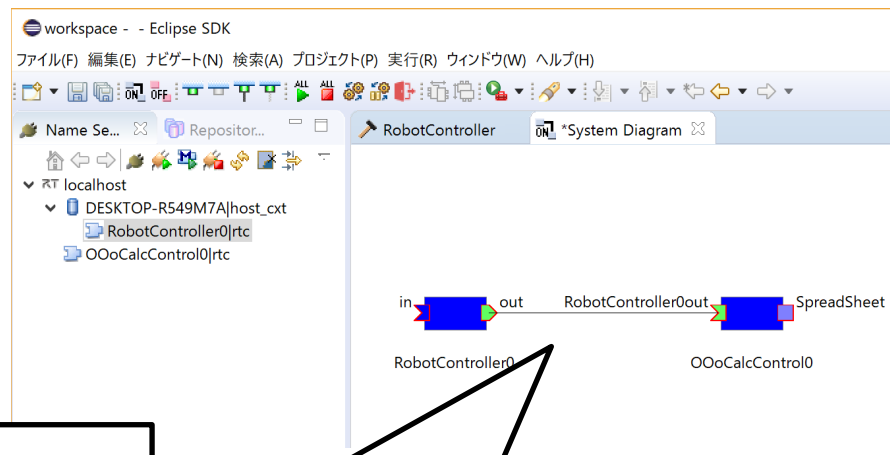 workspace - - Eclipse SDK
ファイル(F) 編集(E) ナビゲート(N) 検索(A) プロジェクト(P) 実行(R) ウィンドウ(W) ヘルプ(H)
ON OFF ALL ALL
Name Se... Repositor... RobotController ON *System Diagram
RT localhost
DESKTOP-R549M7A|host_cxt
RobotController0|rtc
OOoCalcControl0|rtc
in out RobotController0out SpreadSheet
RobotController0 OOoCalcControl0